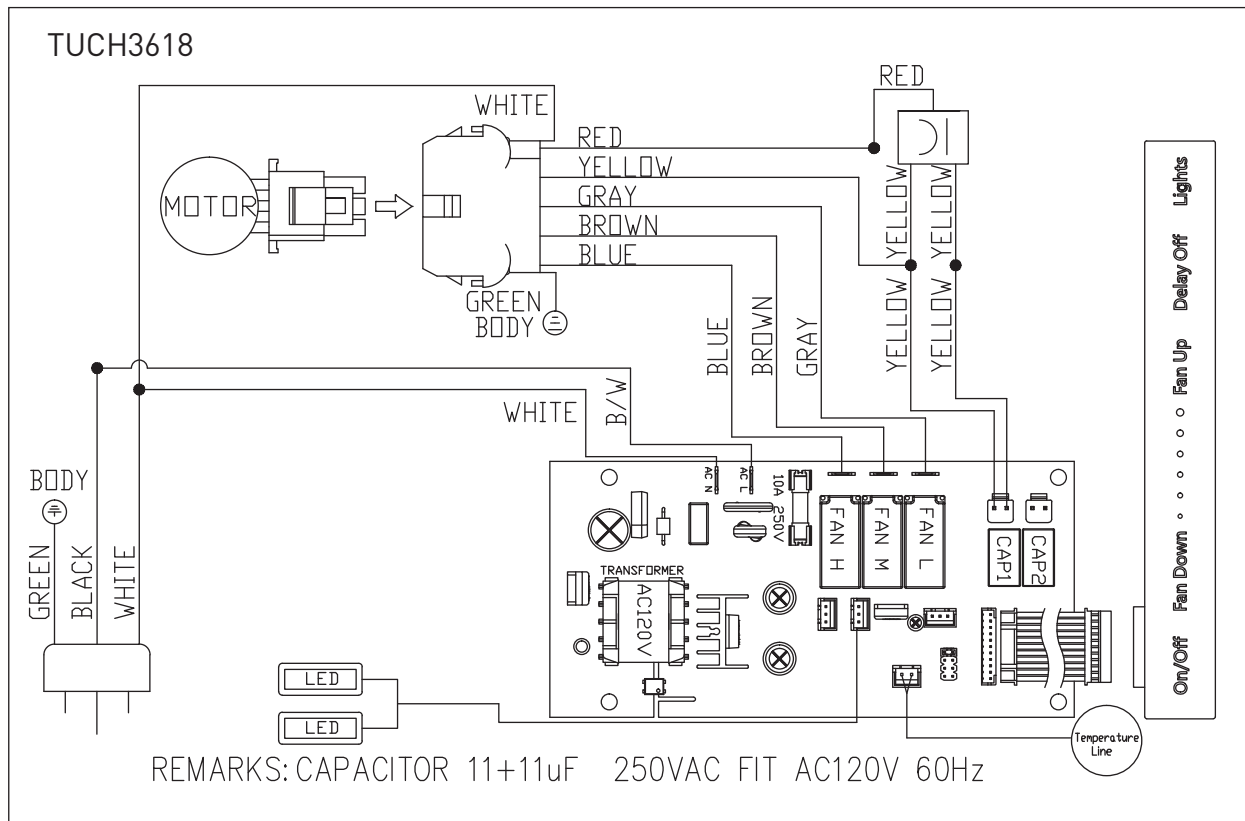 TUCH3618
RED
WHITE
RED
YELLOW
GRAY
BROWN
BLUE
MOTOR
GREEN
BODY
YELLOW
YELLOW
YELLOW
YELLOW
BLUE
BROWN
GRAY
WHITE
B/W
BODY
GREEN
BLACK
WHITE
AC N
AC L
10A 250V
FAN H
FAN M
FAN L
CAP1
CAP2
TRANSFORMER
AC120V
LED
LED
On/Off Fan Down Fan Up Delay Off Lights
Temperature
Line
REMARKS: CAPACITOR 11+11uF 250VAC FIT AC120V 60Hz